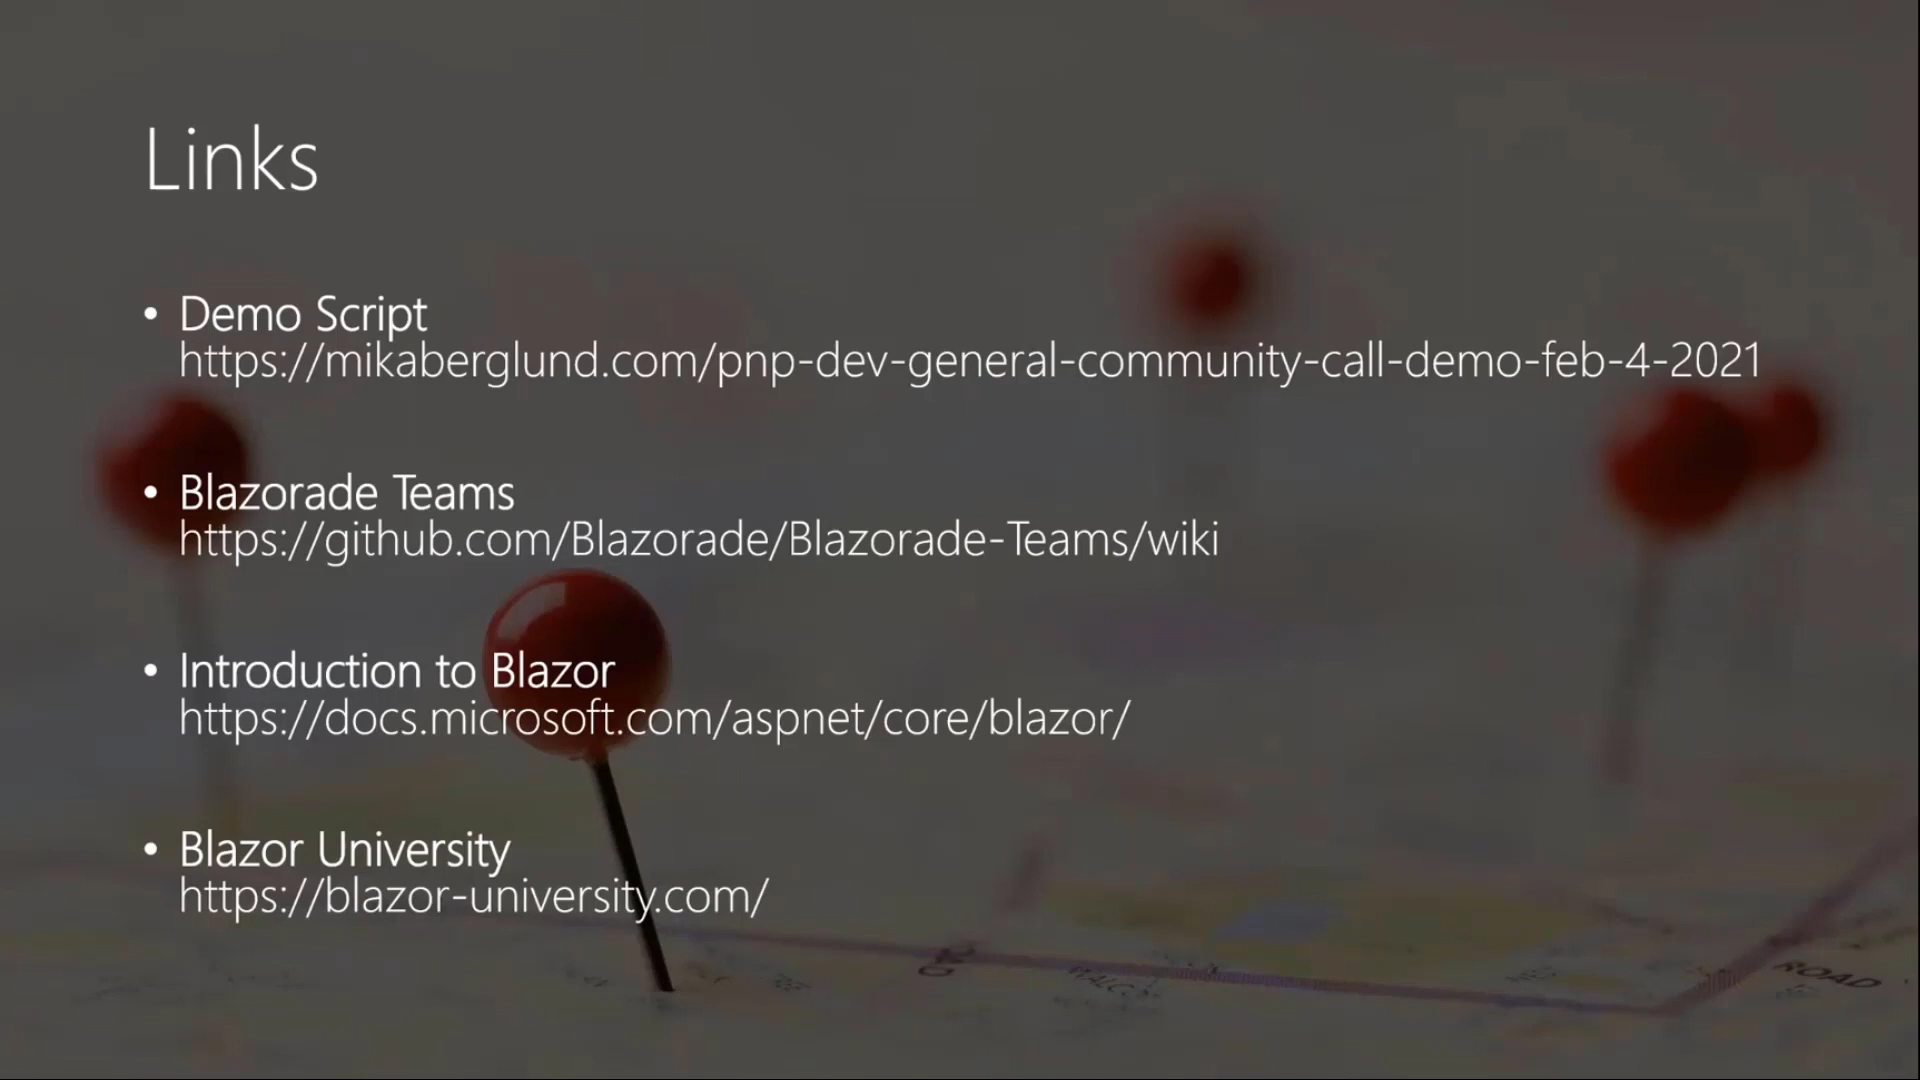 Links
• Demo Script
https://mikaberglund.com/pnp-dev-general-community-call-demo-feb-4-2021
• Blazorade Teams
https://github.com/Blazorade/Blazorade-Teams/wiki
• Introduction to Blazor
https://docs.microsoft.com/aspnet/core/blazor/
• Blazor University
https://blazor-university.com/
ROAD